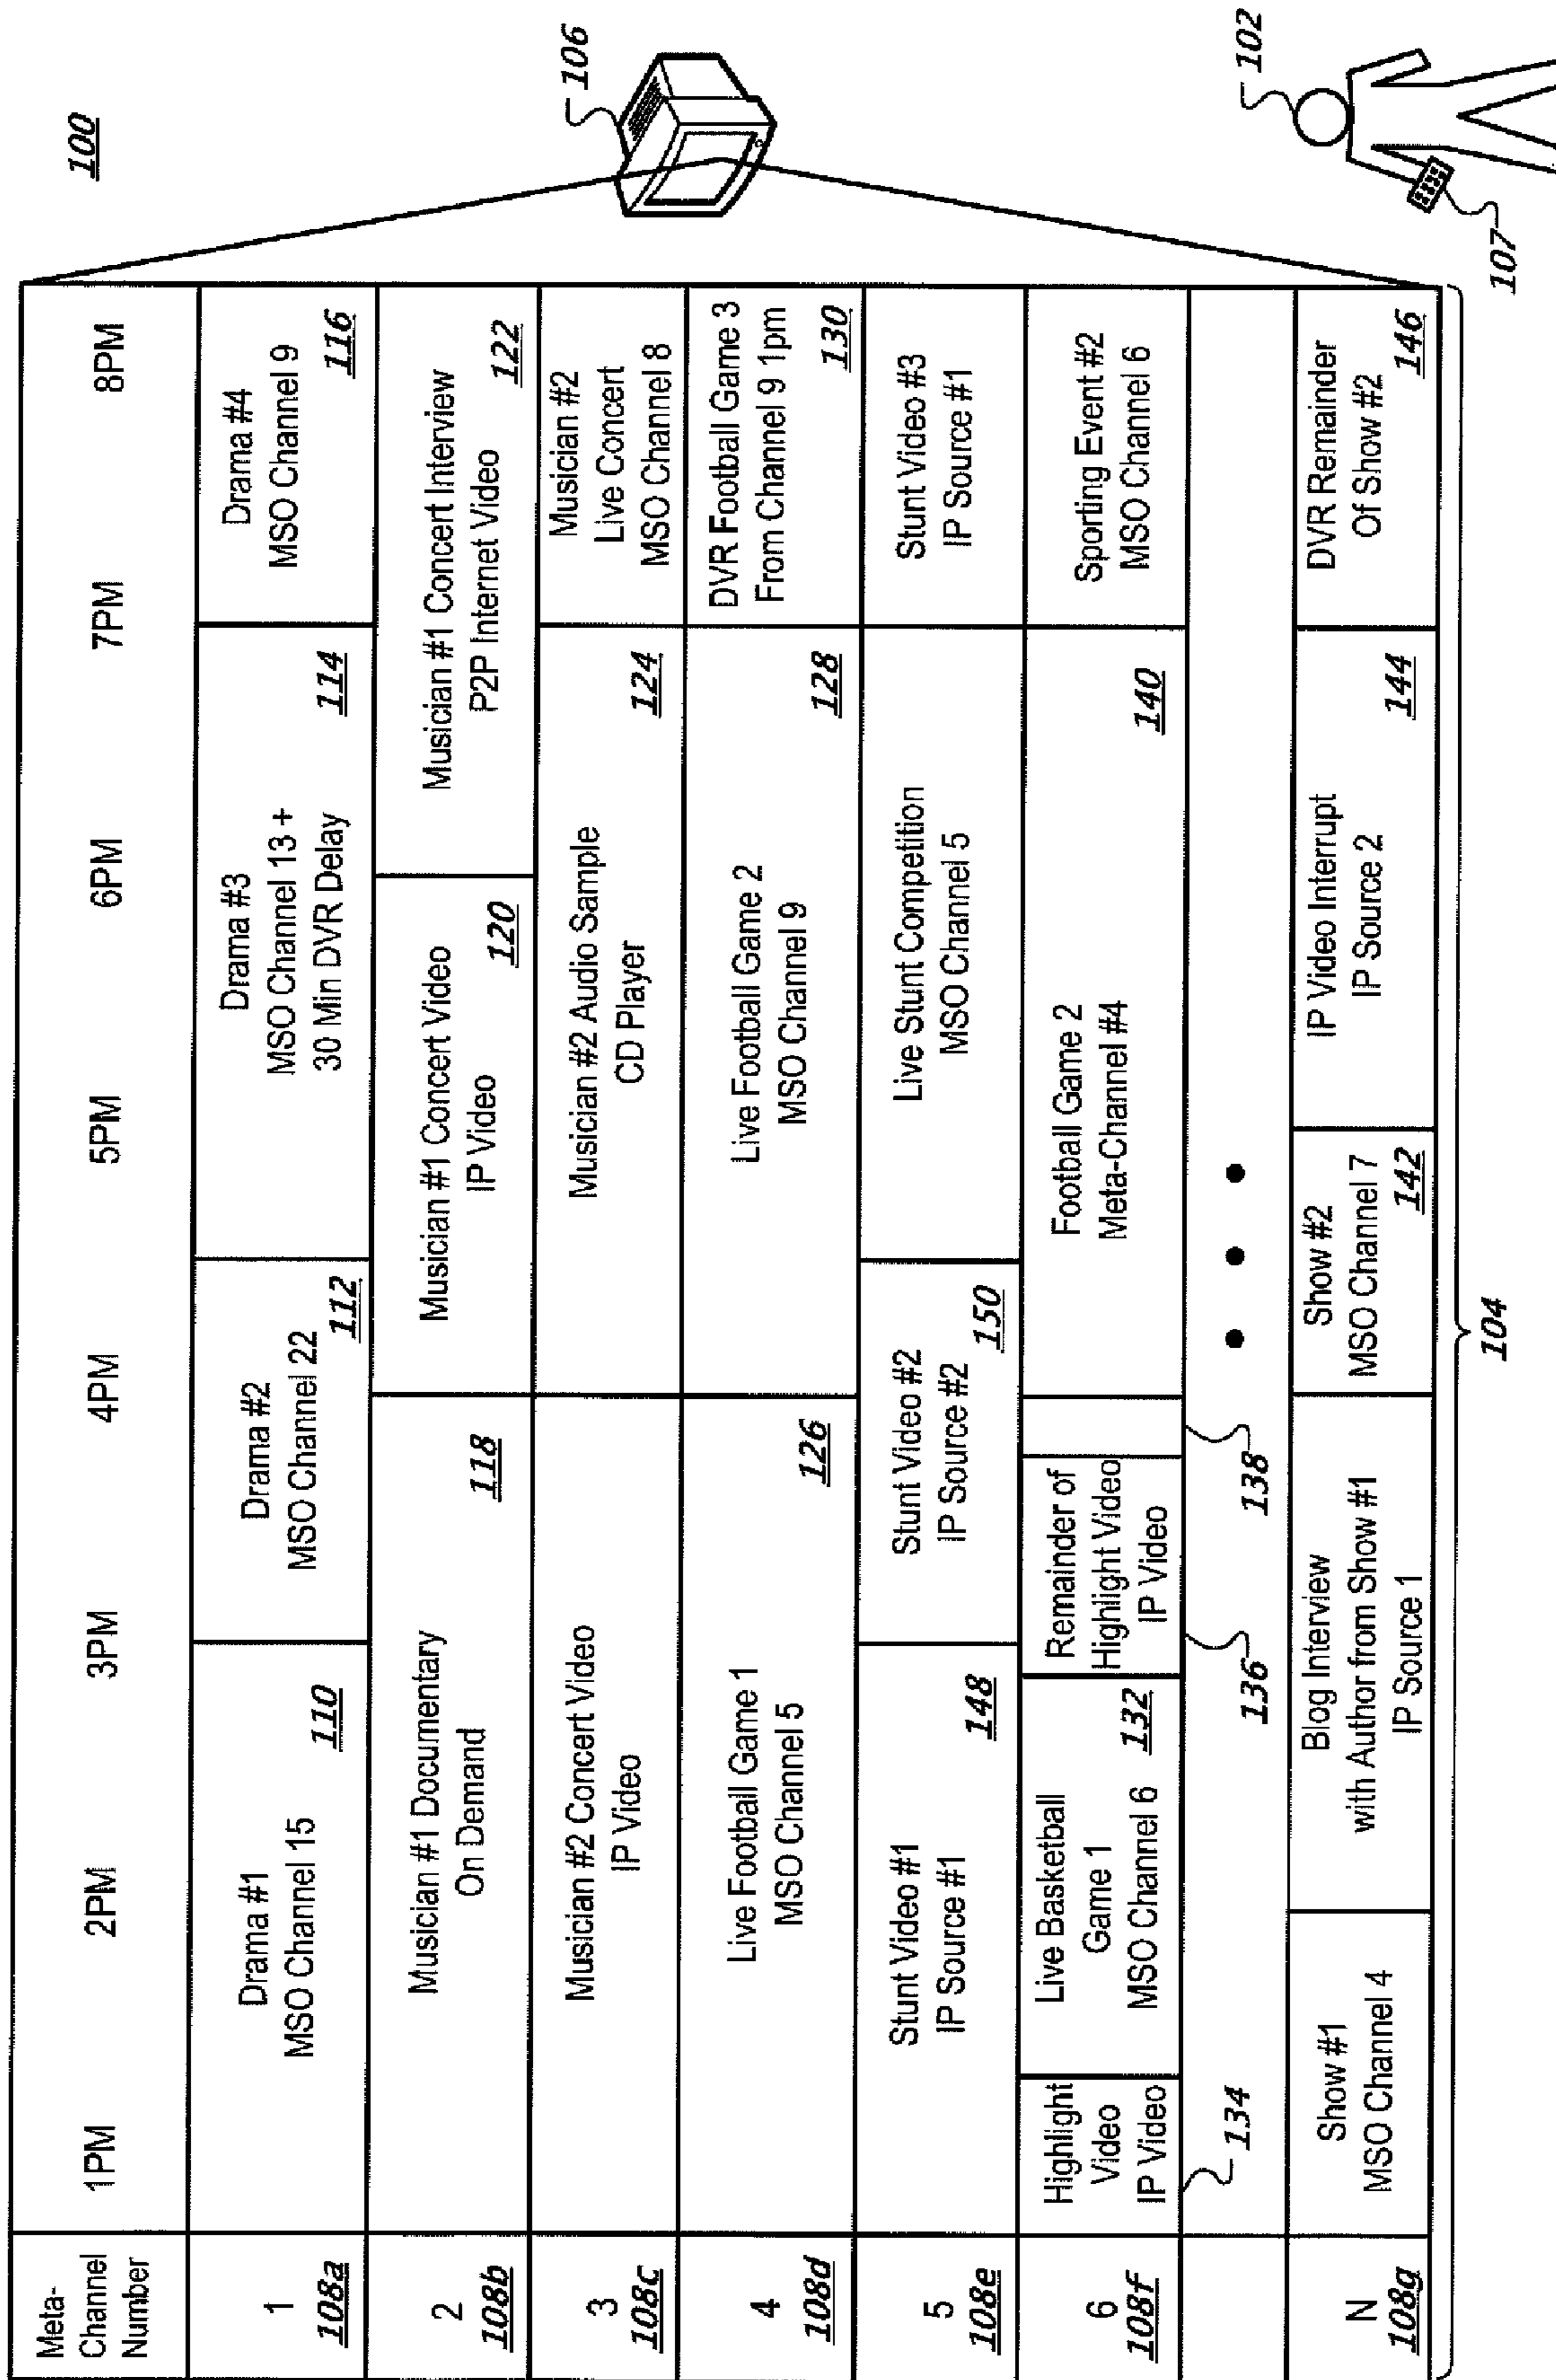 100
Meta-
Channel
Number
1PM
2PM
3PM
4PM
5PM
6PM
7PM
8PM
1
108a
Drama #1
MSO Channel 15
110
Drama #2
MSO Channel 22
112
Drama #3
MSO Channel 13 +
30 Min DVR Delay
114
Drama #4
MSO Channel 9
116
2
108b
Musician #1 Documentary
On Demand
118
Musician #1 Concert Video
IP Video
120
Musician #1 Concert Interview
P2P Internet Video
122
3
108c
Musician #2 Concert Video
IP Video
Musician #2 Audio Sample
CD Player
124
Musician #2
Live Concert
MSO Channel 8
4
108d
Live Football Game 1
MSO Channel 5
126
Live Football Game 2
MSO Channel 9
128
DVR Football Game 3
From Channel 9 1pm
130
5
108e
Stunt Video #1
IP Source #1
148
Stunt Video #2
IP Source #2
150
Live Stunt Competition
MSO Channel 5
Stunt Video #3
IP Source #1
6
108f
Highlight
Video
IP Video
134
Live Basketball
Game 1
MSO Channel 6
132
Remainder of
Highlight Video
IP Video
136
138
Football Game 2
Meta-Channel #4
140
Sporting Event #2
MSO Channel 6
N
108g
Show #1
MSO Channel 4
Blog Interview
with Author from Show #1
IP Source 1
Show #2
MSO Channel 7
142
IP Video Interrupt
IP Source 2
144
DVR Remainder
Of Show #2
146
104
106
102
107